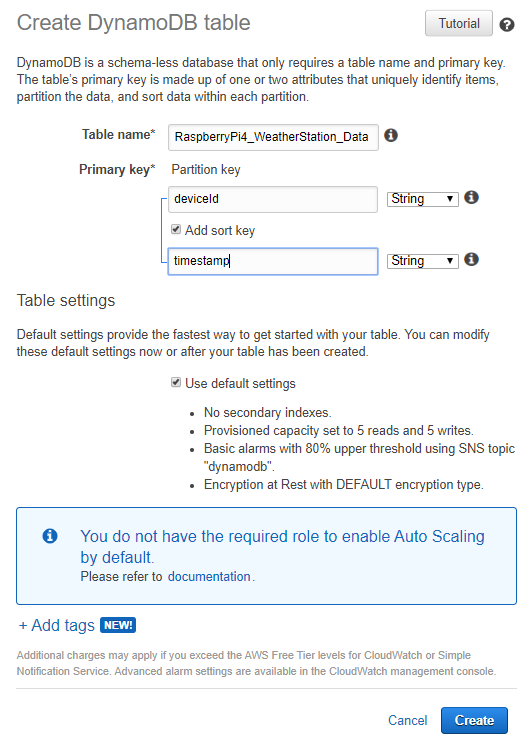 Create DynamoDB table
Tutorial
DynamoDB is a schema-less database that only requires a table name and primary key.
The table's primary key is made up of one or two attributes that uniquely identify items,
partition the data, and sort data within each partition.
Table name* RaspberryPi4_WeatherStation_Data
Primary key* Partition key
deviceId String
Add sort key
timestamp String
Table settings
Default settings provide the fastest way to get started with your table. You can modify
these default settings now or after your table has been created.
Use default settings
No secondary indexes.
Provisioned capacity set to 5 reads and 5 writes.
Basic alarms with 80% upper threshold using SNS topic
"dynamodb".
Encryption at Rest with DEFAULT encryption type.
You do not have the required role to enable Auto Scaling
by default.
Please refer to documentation.
+ Add tags NEW!
Additional charges may apply if you exceed the AWS Free Tier levels for CloudWatch or Simple
Notification Service. Advanced alarm settings are available in the CloudWatch management console.
Cancel Create